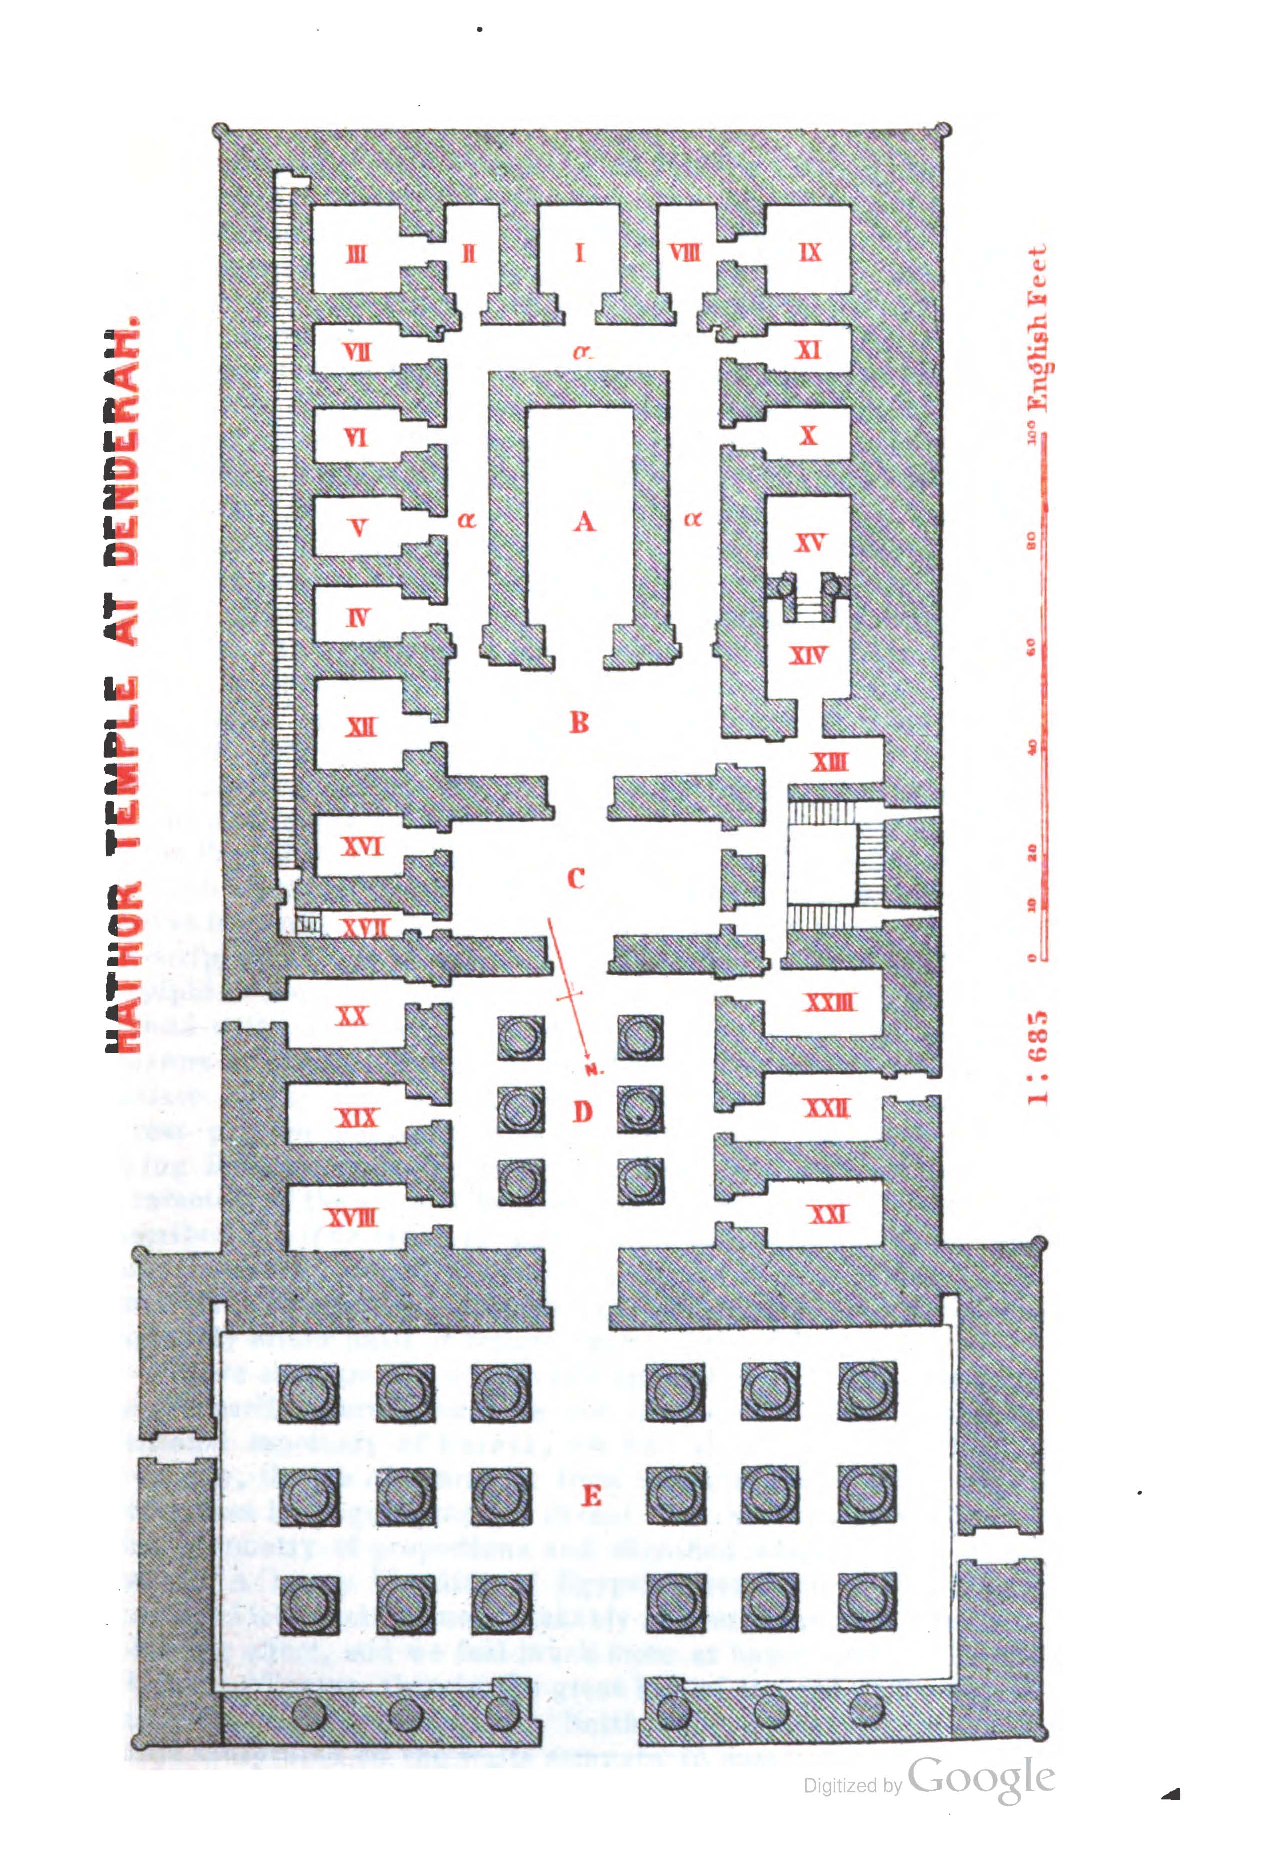 HATHOR TEMPLE AT DENDERAH.
III II I VIII IX
VII α XI
VI X
α A α
V XV
IV XIV
XII B XIII
XVI C
XVII
XX XXIII
N.
XIX D XXII
XVIII XXI
E
0 10 20 40 60 80 100 English Feet
1:685
Digitized by Google